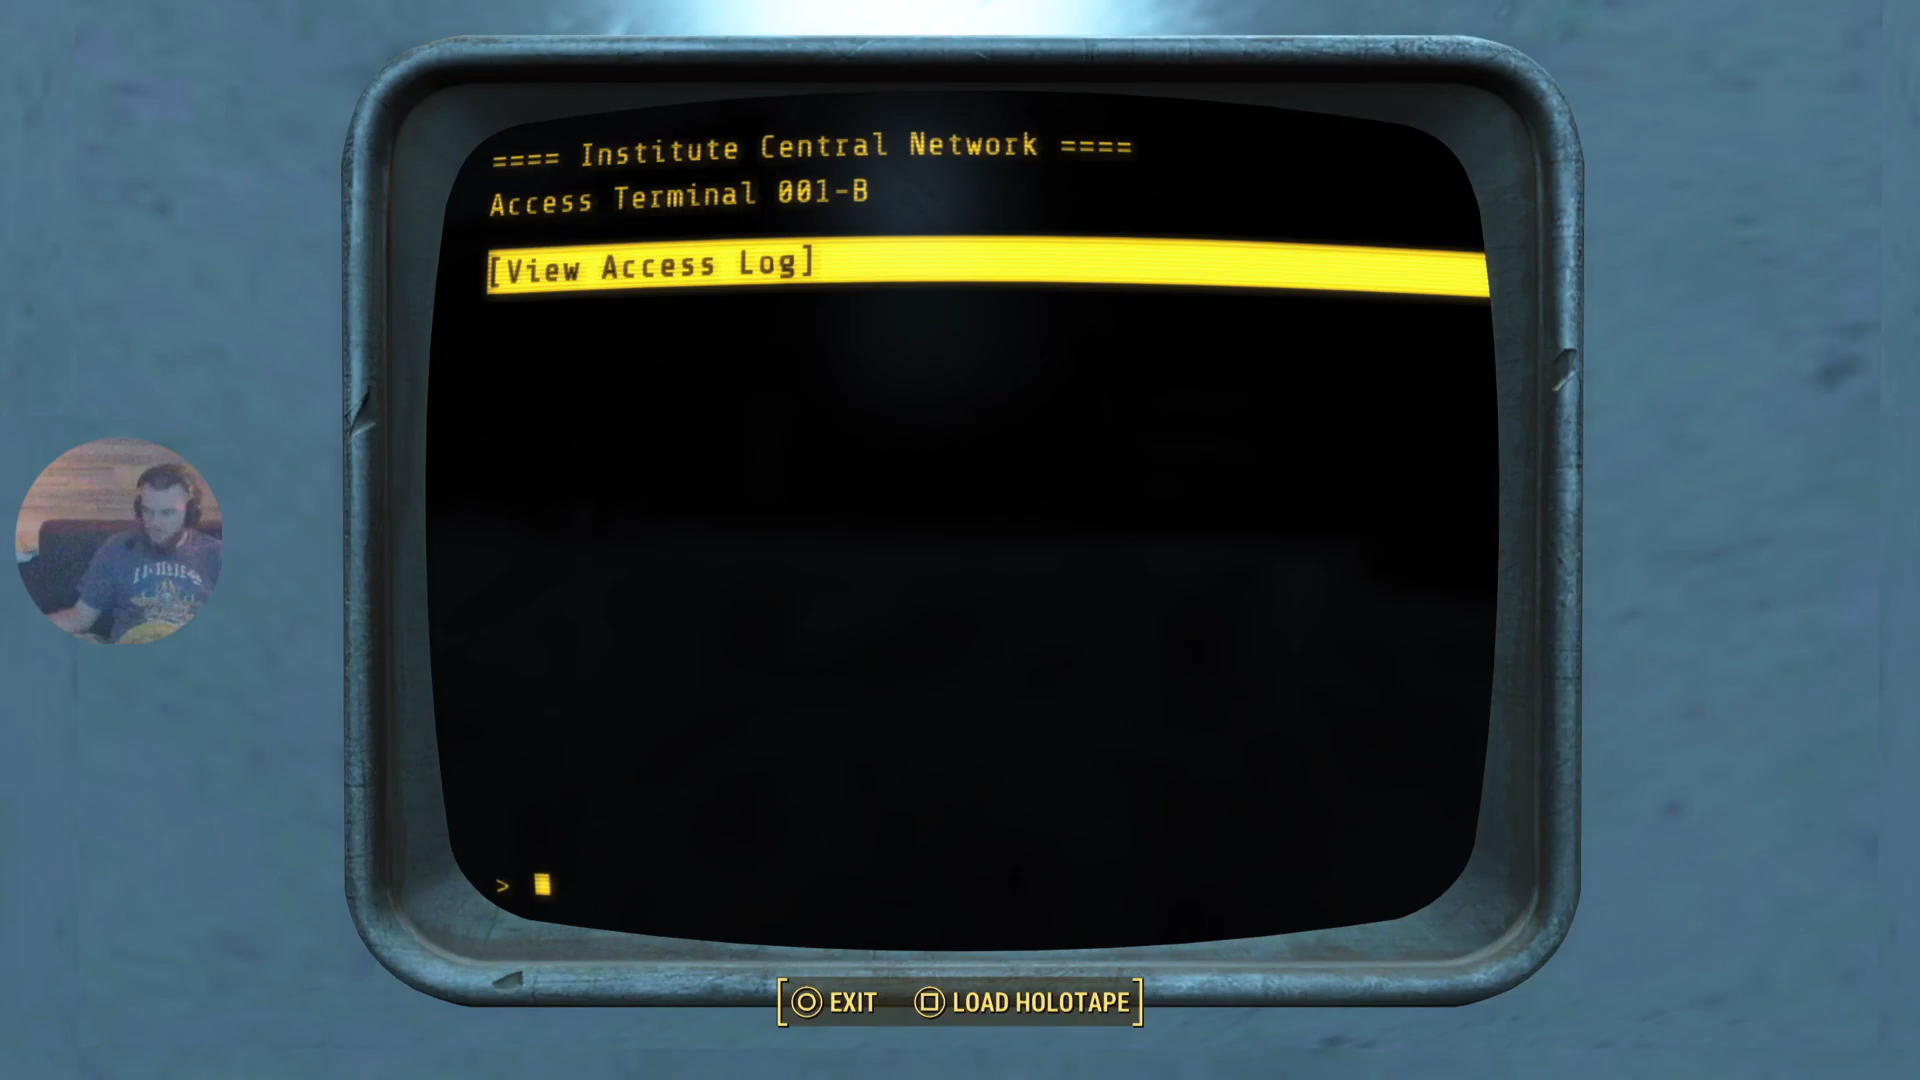 ==== Institute Central Network ====
Access Terminal 001-B
[View Access Log]
>
EXIT LOAD HOLOTAPE